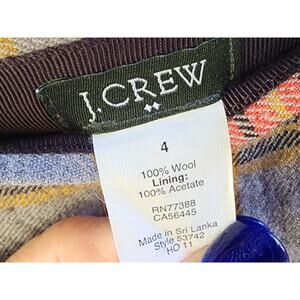 J.CREW
4
100% Wool
Lining:
100% Acetate
RN77388
CA56445
Made in Sri Lanka
Style 53742
HO 11